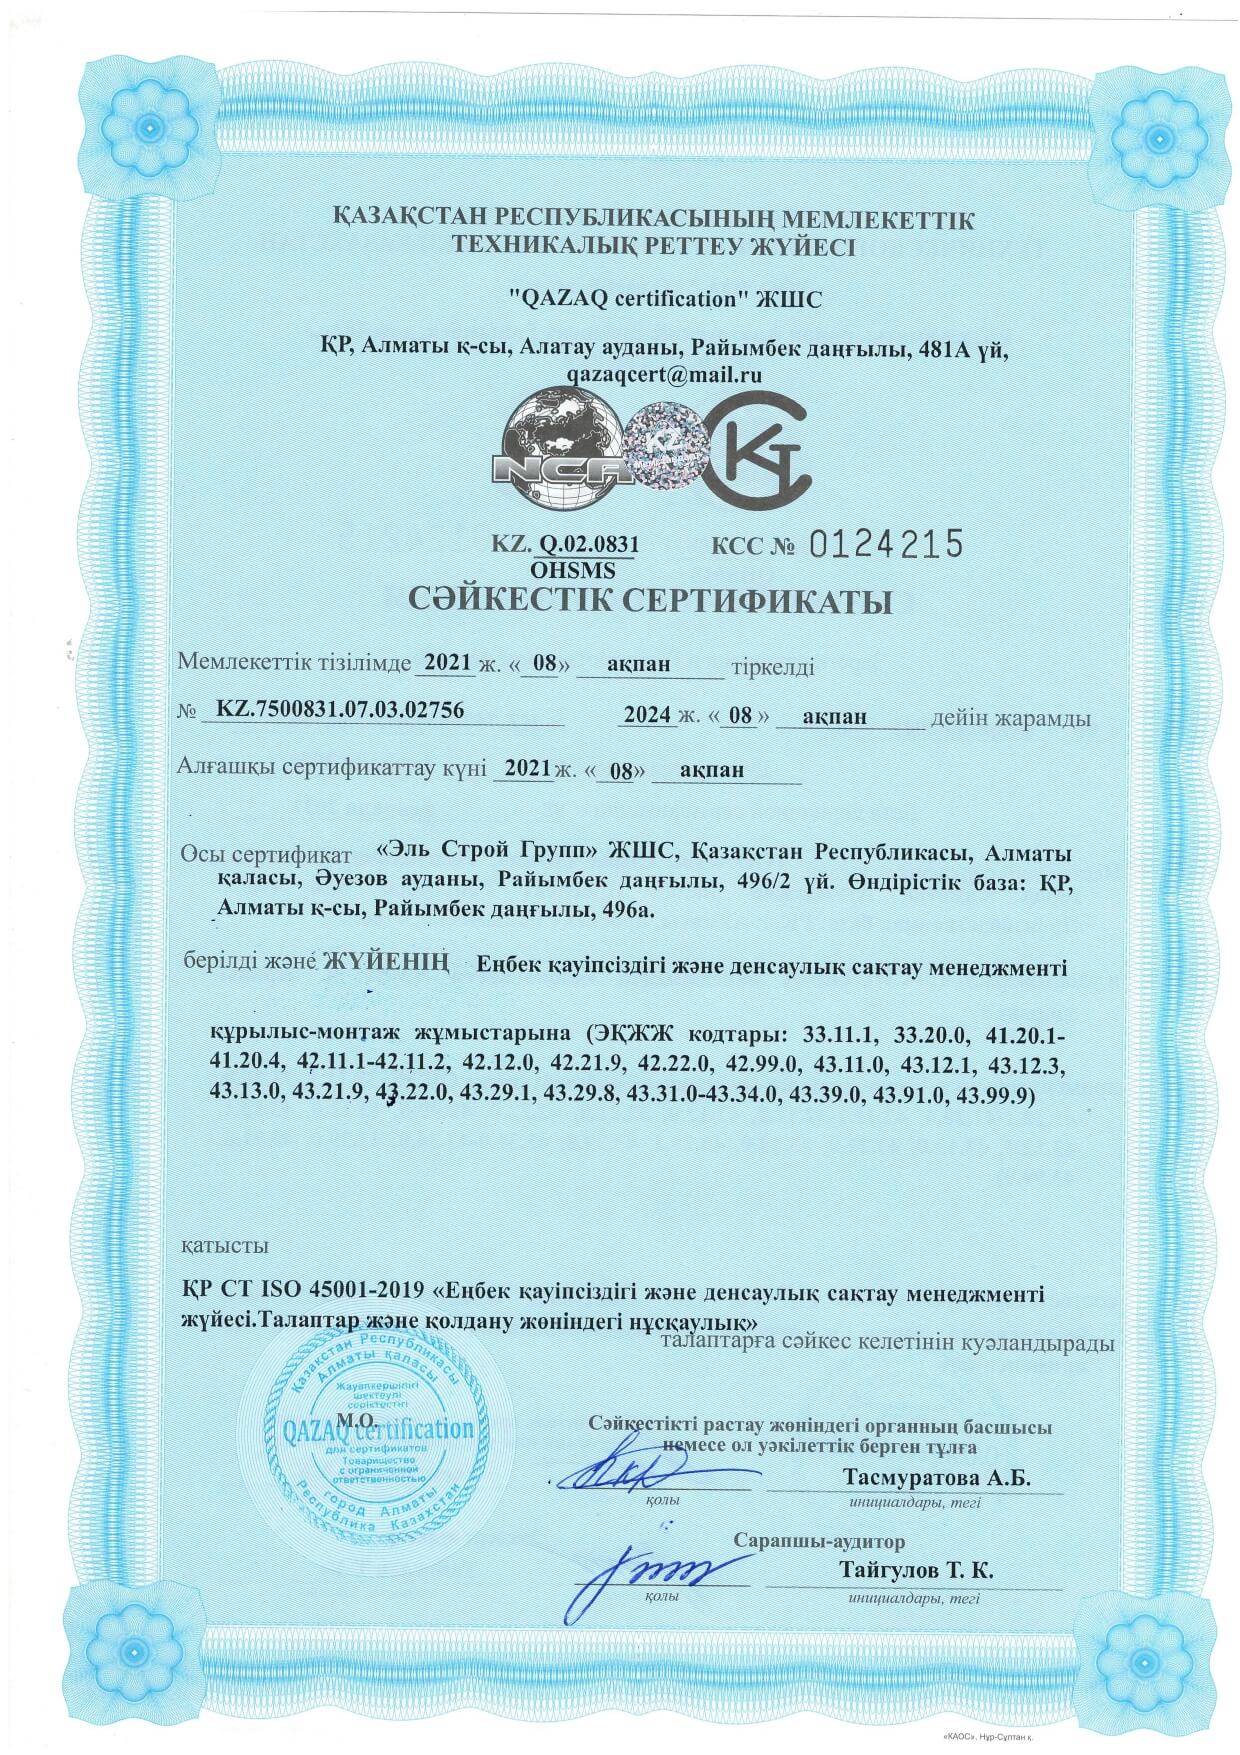 ҚАЗАҚСТАН РЕСПУБЛИКАСЫНЫҢ МЕМЛЕКЕТТІК
ТЕХНИКАЛЫҚ РЕТТЕУ ЖҮЙЕСІ
"QAZAQ certification" ЖШС
ҚР, Алматы қ-сы, Алатау ауданы, Райымбек даңғылы, 481А үй,
qazaqcert@mail.ru
NCA KZ KT
KZ. Q.02.0831 КСС № 0124215
OHSMS
СӘЙКЕСТІК СЕРТИФИКАТЫ
Мемлекеттік тізілімде 2021 ж. « 08» ақпан тіркелді
№ KZ.7500831.07.03.02756 2024 ж. « 08 » ақпан дейін жарамды
Алғашқы сертификаттау күні 2021 ж. « 08» ақпан
Осы сертификат «Эль Строй Групп» ЖШС, Қазақстан Республикасы, Алматы
қаласы, Әуезов ауданы, Райымбек даңғылы, 496/2 үй. Өндірістік база: ҚР,
Алматы қ-сы, Райымбек даңғылы, 496а.
берілді және ЖҮЙЕНІҢ Еңбек қауіпсіздігі және денсаулық сақтау менеджменті
құрылыс-монтаж жұмыстарына (ЭҚЖЖ кодтары: 33.11.1, 33.20.0, 41.20.1-
41.20.4, 42.11.1-42.11.2, 42.12.0, 42.21.9, 42.22.0, 42.99.0, 43.11.0, 43.12.1, 43.12.3,
43.13.0, 43.21.9, 43.22.0, 43.29.1, 43.29.8, 43.31.0-43.34.0, 43.39.0, 43.91.0, 43.99.9)
қатысты
ҚР СТ ISO 45001-2019 «Еңбек қауіпсіздігі және денсаулық сақтау менеджменті
жүйесі.Талаптар және қолдану жөніндегі нұсқаулық»
талаптарға сәйкес келетінін куәландырады
Қазақстан Республикасы
Алматы қаласы
Жауапкершілігі
шектеулі
серіктестігі
М.О.
QAZAQ certification
для сертификатов
Товарищество
с ограниченной
ответственностью
город Алматы
Республика Казахстан
Сәйкестікті растау жөніндегі органның басшысы
немесе ол уәкілеттік берген тұлға
Тасмуратова А.Б.
қолы инициалдары, тегі
Сарапшы-аудитор
Тайгулов Т. К.
қолы инициалдары, тегі
«КАОС», Нұр-Сұлтан қ.